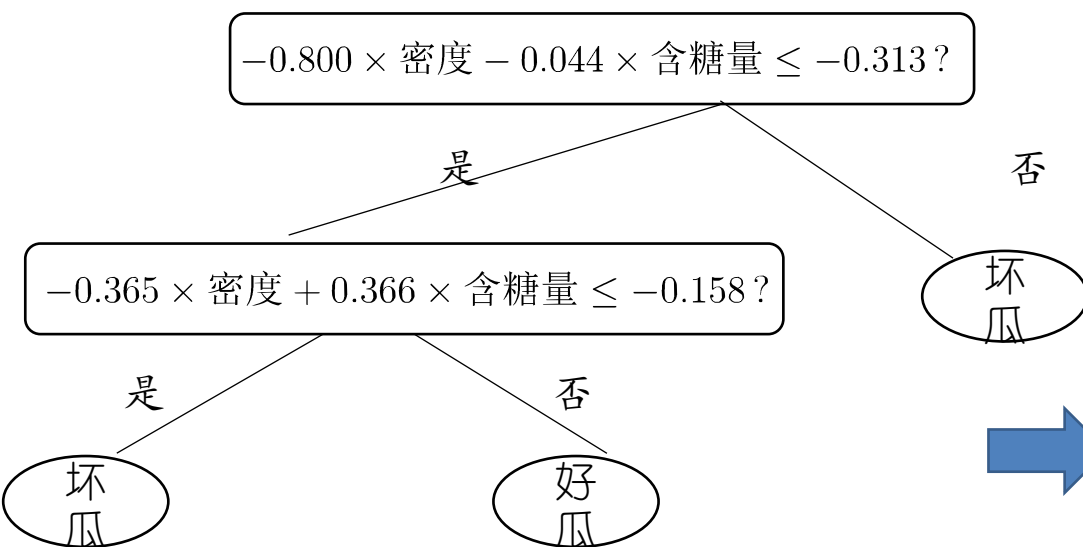 −0.800 × 密度 − 0.044 × 含糖量 ≤ −0.313？
是
否
−0.365 × 密度 + 0.366 × 含糖量 ≤ −0.158？
坏
瓜
是
否
坏
瓜
好
瓜